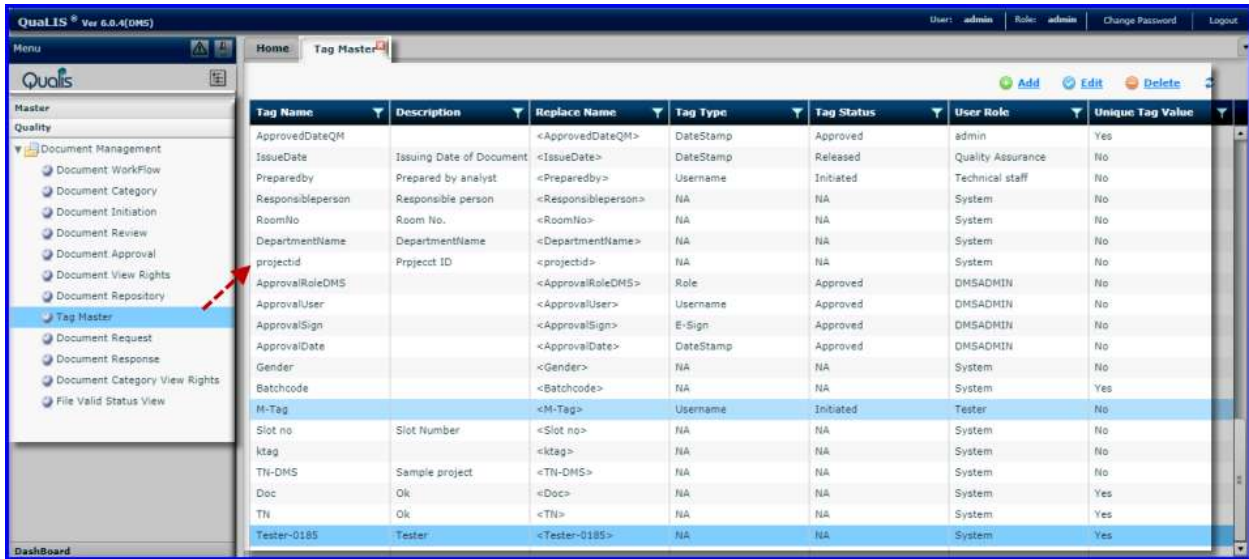 QuaLIS ® Ver 6.0.4(DMS) User: admin Role: admin Change Password Logout
Menu
Home Tag Master
Qualis
Add Edit Delete
Master
Quality
Document Management
Document WorkFlow
Document Category
Document Initiation
Document Review
Document Approval
Document View Rights
Document Repository
Tag Master
Document Request
Document Response
Document Category View Rights
File Valid Status View
DashBoard
Tag Name Description Replace Name Tag Type Tag Status User Role Unique Tag Value
ApprovedDateQM <ApprovedDateQM> DateStamp Approved admin Yes
IssueDate Issuing Date of Document <IssueDate> DateStamp Released Quality Assurance No
Preparedby Prepared by analyst <Preparedby> Username Initiated Technical staff No
Responsibleperson Responsible person <Responsibleperson> NA NA System No
RoomNo Room No. <RoomNo> NA NA System No
DepartmentName DepartmentName <DepartmentName> NA NA System No
projectid Prpjecct ID <projectid> NA NA System No
ApprovalRoleDMS <ApprovalRoleDMS> Role Approved DMSADMIN No
ApprovalUser <ApprovalUser> Username Approved DMSADMIN No
ApprovalSign <ApprovalSign> E-Sign Approved DMSADMIN No
ApprovalDate <ApprovalDate> DateStamp Approved DMSADMIN No
Gender <Gender> NA NA System No
Batchcode <Batchcode> NA NA System Yes
M-Tag <M-Tag> Username Initiated Tester No
Slot no Slot Number <Slot no> NA NA System No
ktag <ktag> NA NA System No
TN-DMS Sample project <TN-DMS> NA NA System No
Doc Ok <Doc> NA NA System Yes
TN Ok <TN> NA NA System Yes
Tester-0185 Tester <Tester-0185> NA NA System Yes